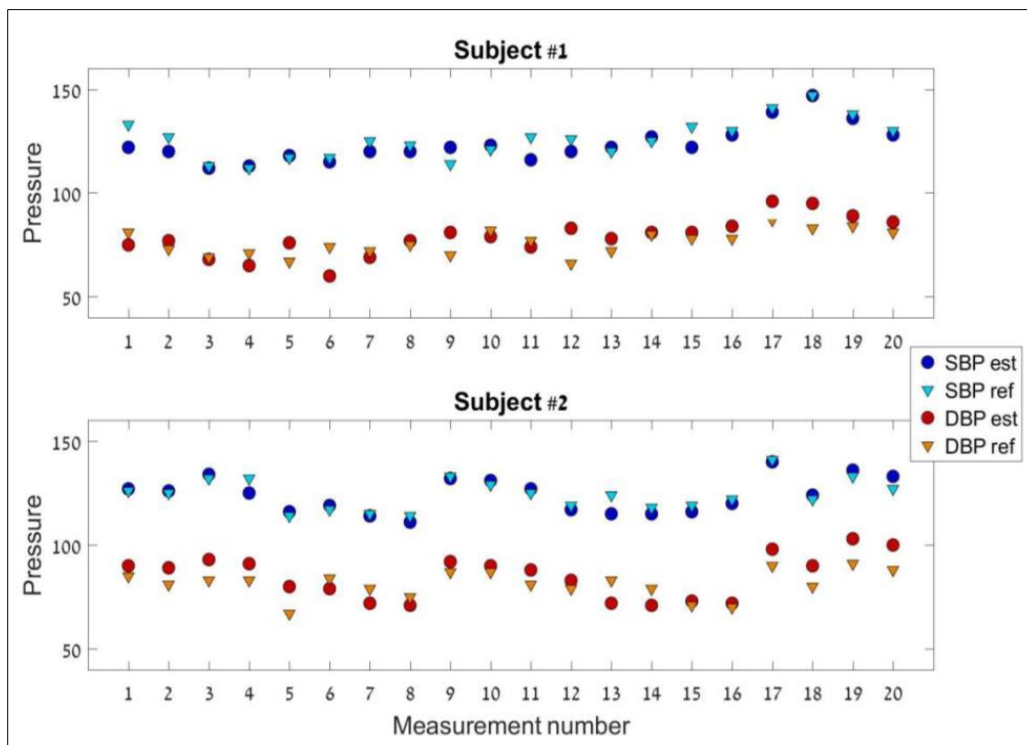 Subject #1
150
100
50
Pressure
1 2 3 4 5 6 7 8 9 10 11 12 13 14 15 16 17 18 19 20
SBP est
SBP ref
DBP est
DBP ref
Subject #2
150
100
50
Pressure
1 2 3 4 5 6 7 8 9 10 11 12 13 14 15 16 17 18 19 20
Measurement number